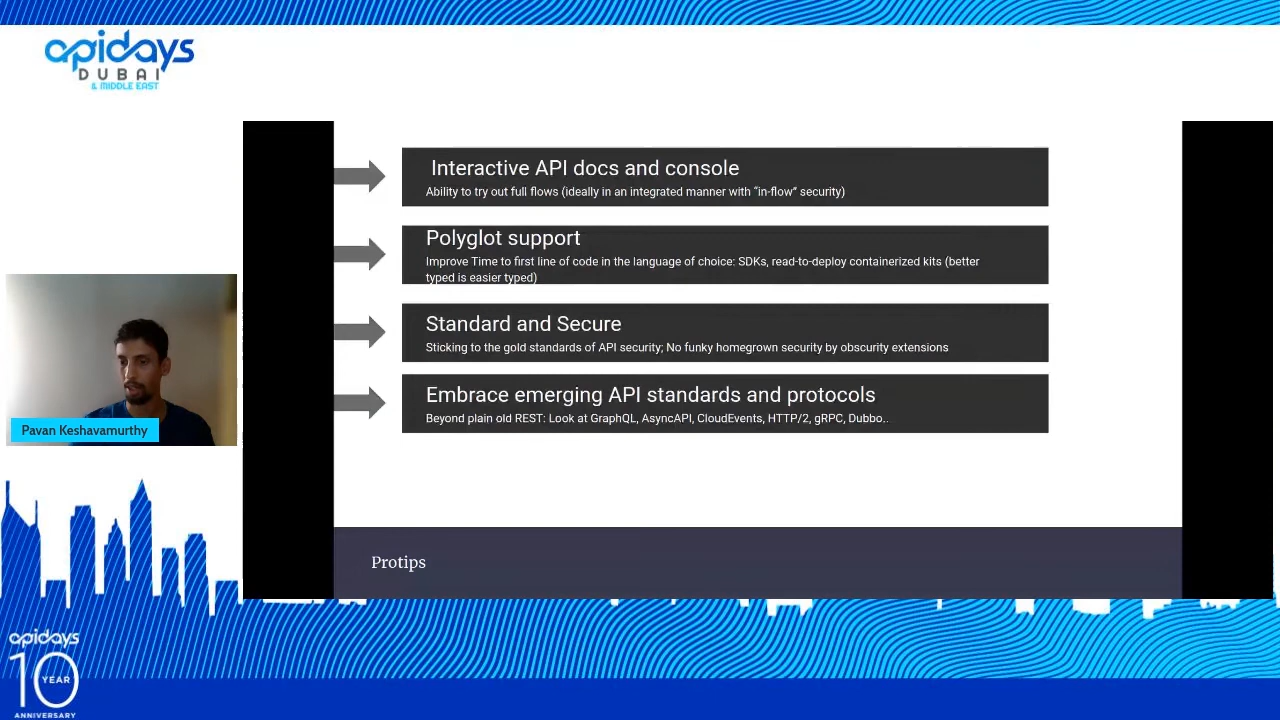 apidays
DUBAI
& MIDDLE EAST
Interactive API docs and console
Ability to try out full flows (ideally in an integrated manner with “in-flow” security)
Polyglot support
Improve Time to first line of code in the language of choice: SDKs, read-to-deploy containerized kits (better
typed is easier typed)
Standard and Secure
Sticking to the gold standards of API security; No funky homegrown security by obscurity extensions
Embrace emerging API standards and protocols
Beyond plain old REST: Look at GraphQL, AsyncAPI, CloudEvents, HTTP/2, gRPC, Dubbo..
Pavan Keshavamurthy
Protips
apidays
10
YEAR
ANNIVERSARY